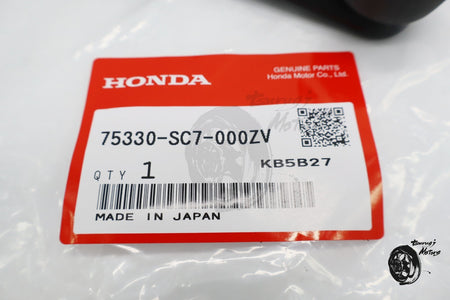 HONDA
GENUINE PARTS
Honda Motor Co., Ltd.
75330-SC7-000ZV
QTY 1
KB5B27
MADE IN JAPAN